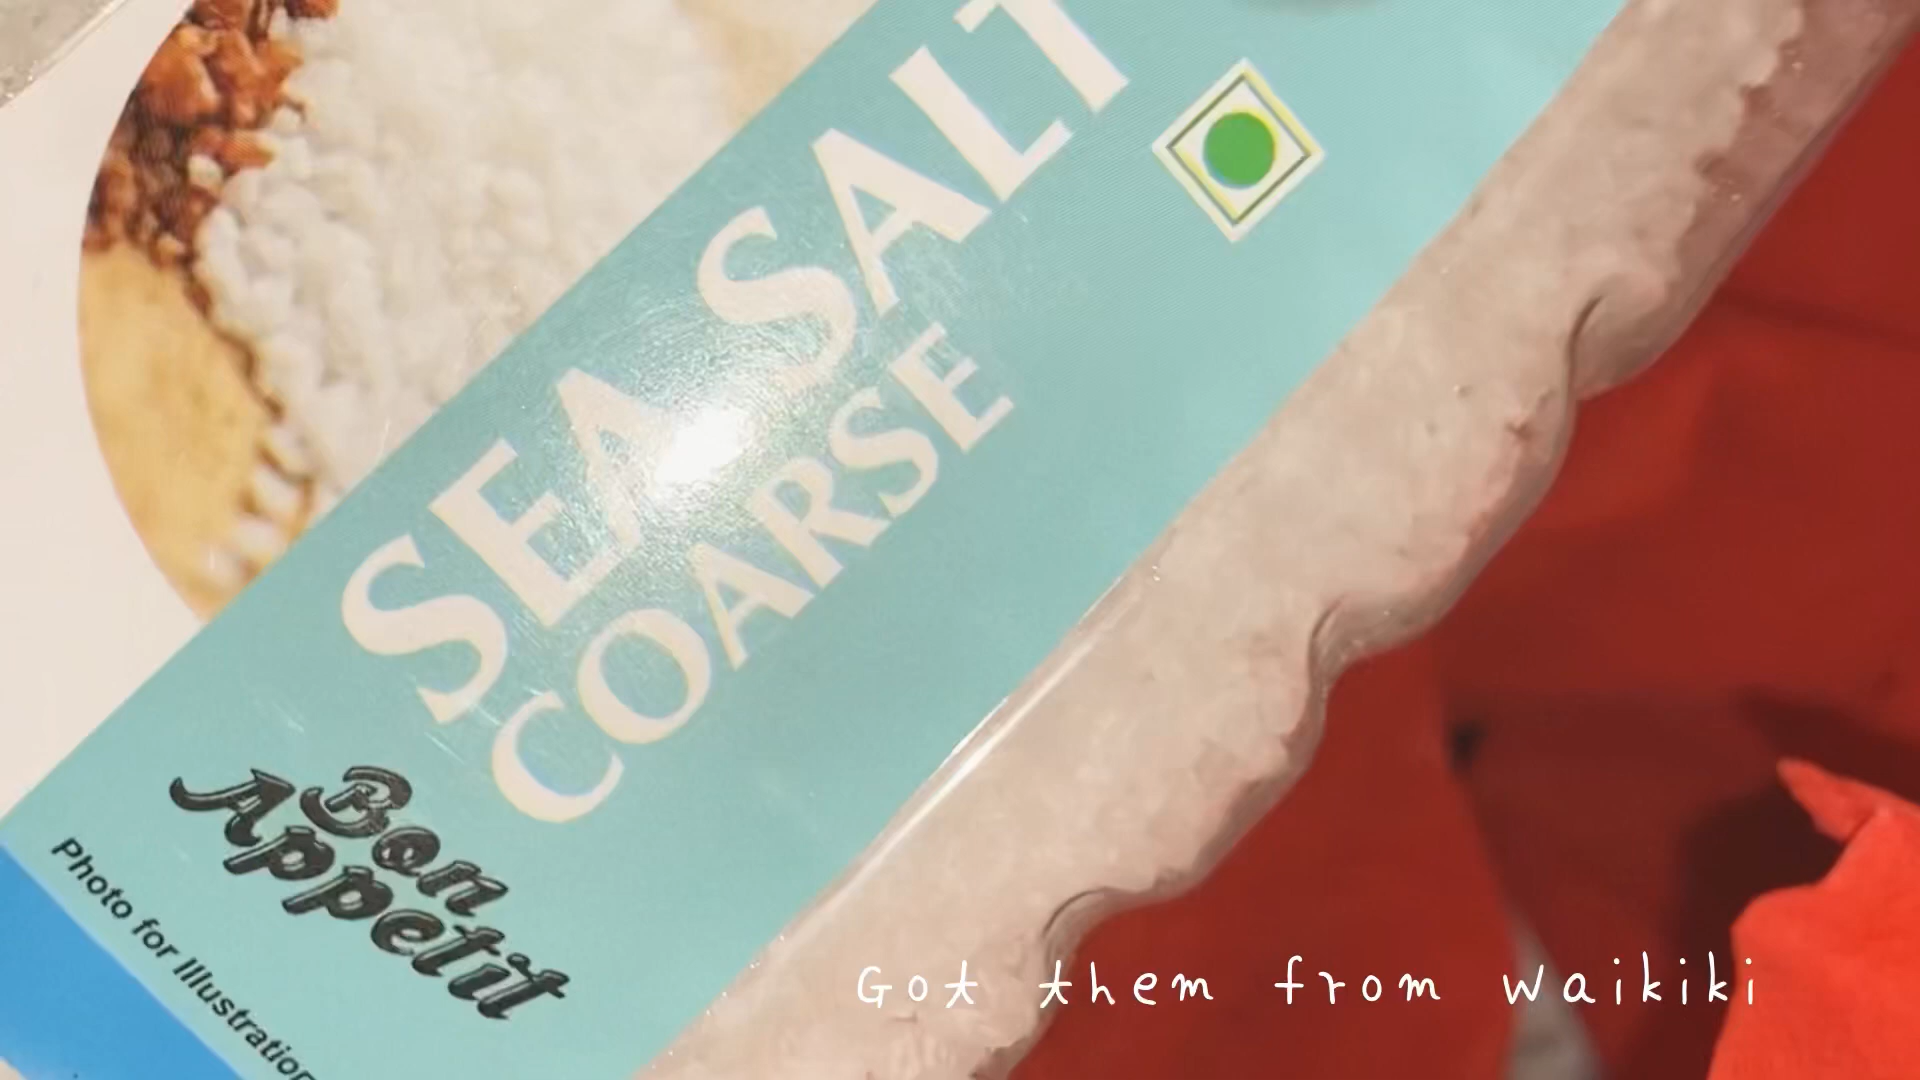 SEA SALT
COARSE
Bon
Appetit
Photo for Illustration
Got them from waikiki